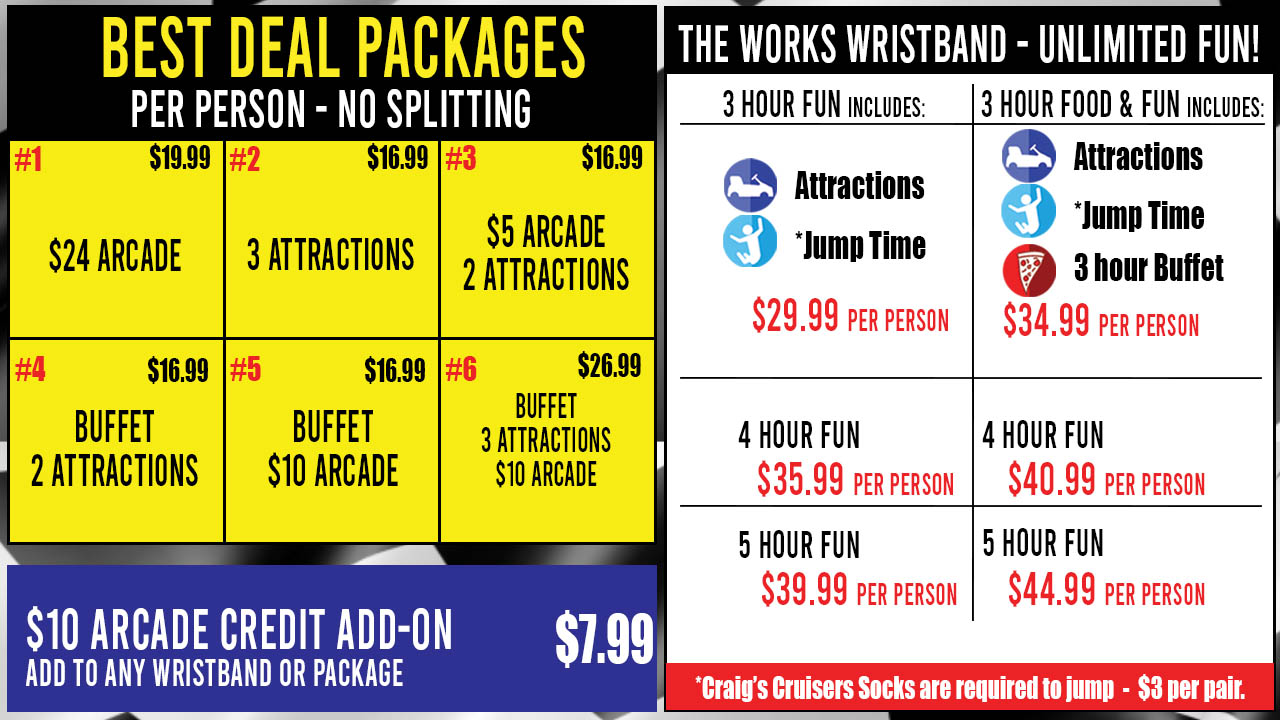 BEST DEAL PACKAGES
PER PERSON - NO SPLITTING
#1 $19.99
$24 ARCADE
#2 $16.99
3 ATTRACTIONS
#3 $16.99
$5 ARCADE
2 ATTRACTIONS
#4 $16.99
BUFFET
2 ATTRACTIONS
#5 $16.99
BUFFET
$10 ARCADE
#6 $26.99
BUFFET
3 ATTRACTIONS
$10 ARCADE
$10 ARCADE CREDIT ADD-ON
ADD TO ANY WRISTBAND OR PACKAGE
$7.99
THE WORKS WRISTBAND - UNLIMITED FUN!
3 HOUR FUN INCLUDES:
Attractions
*Jump Time
$29.99 PER PERSON
3 HOUR FOOD & FUN INCLUDES:
Attractions
*Jump Time
3 hour Buffet
$34.99 PER PERSON
4 HOUR FUN
$35.99 PER PERSON
4 HOUR FUN
$40.99 PER PERSON
5 HOUR FUN
$39.99 PER PERSON
5 HOUR FUN
$44.99 PER PERSON
*Craig's Cruisers Socks are required to jump - $3 per pair.